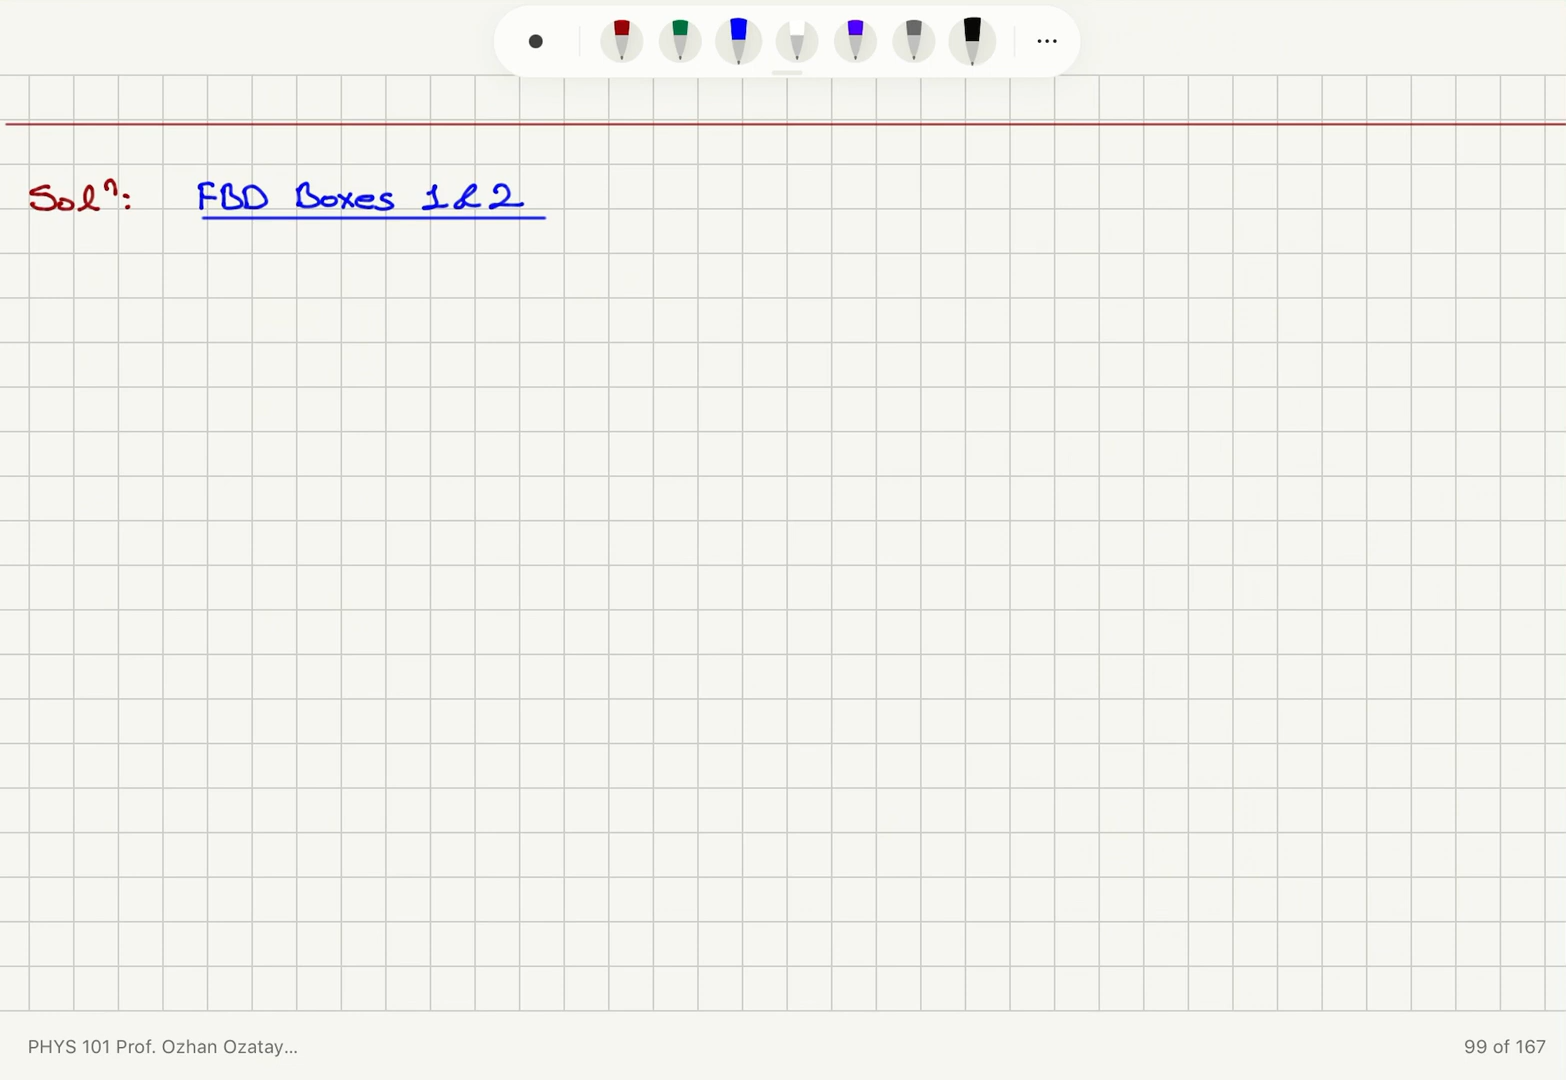 Solⁿ: FBD Boxes 1 & 2
PHYS 101 Prof. Ozhan Ozatay...
99 of 167